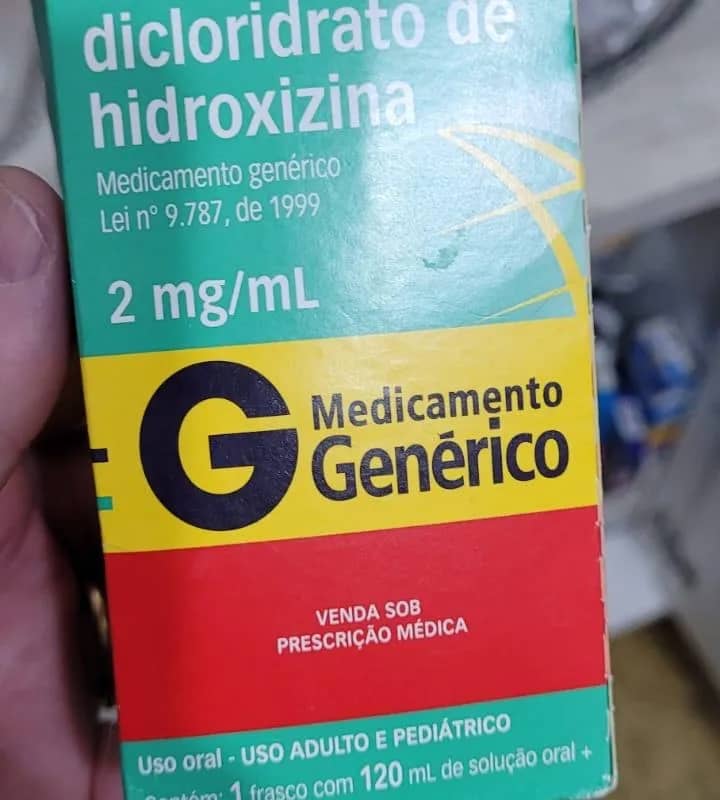 dicloridrato de
hidroxizina
Medicamento genérico
Lei nº 9.787, de 1999
2 mg/mL
G Medicamento
Genérico
VENDA SOB
PRESCRIÇÃO MÉDICA
Uso oral - USO ADULTO E PEDIÁTRICO
Contém: 1 frasco com 120 mL de solução oral +